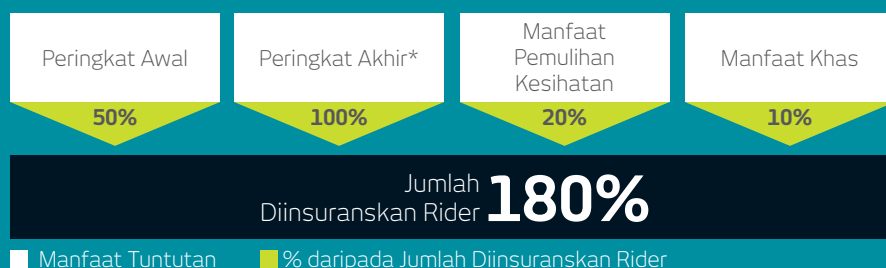 Peringkat Awal
Peringkat Akhir*
Manfaat
Pemulihan
Kesihatan
Manfaat Khas
50%
100%
20%
10%
Jumlah
Diinsuranskan Rider
180%
Manfaat Tuntutan
% daripada Jumlah Diinsuranskan Rider